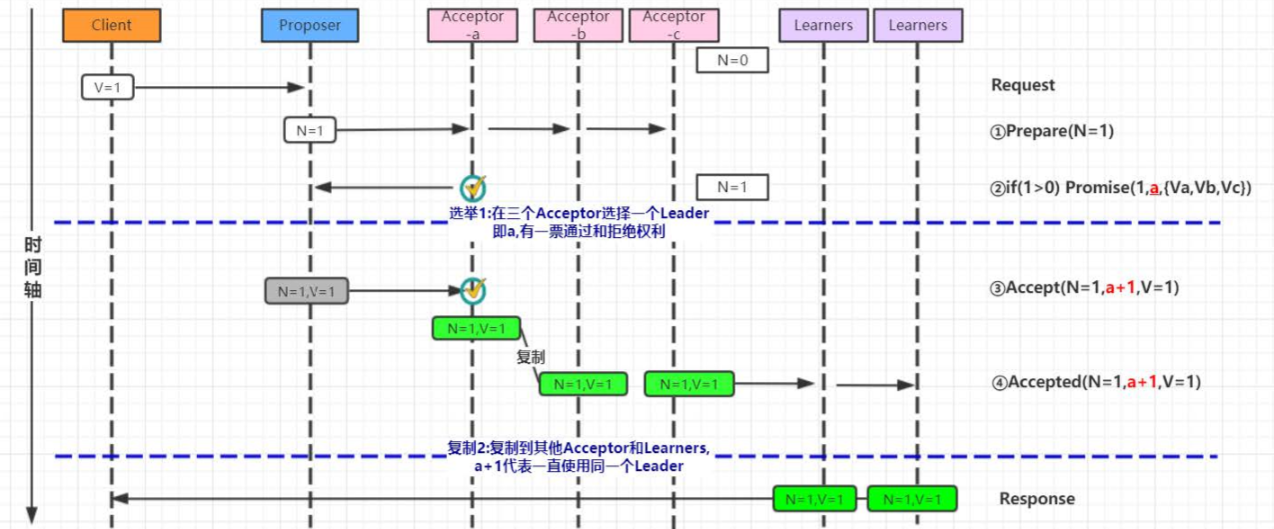 Client
Proposer
Acceptor
-a
Acceptor
-b
Acceptor
-c
Learners
Learners
N=0
V=1
Request
N=1
①Prepare(N=1)
N=1
②if(1>0) Promise(1,a,{Va,Vb,Vc})
选举1:在三个Acceptor选择一个Leader
即a,有一票通过和拒绝权利
时
间
轴
N=1,V=1
③Accept(N=1,a+1,V=1)
N=1,V=1
复制
N=1,V=1
N=1,V=1
④Accepted(N=1,a+1,V=1)
复制2:复制到其他Acceptor和Learners,
a+1代表一直使用同一个Leader
N=1,V=1
N=1,V=1
Response